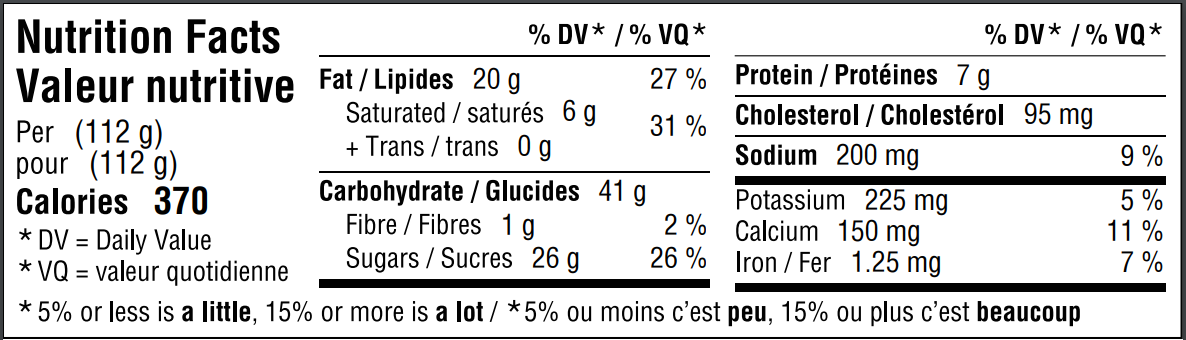 Nutrition Facts
Valeur nutritive
Per (112 g)
pour (112 g)
Calories 370
* DV = Daily Value
* VQ = valeur quotidienne
% DV* / % VQ*
Fat / Lipides 20 g 27 %
Saturated / saturés 6 g
+ Trans / trans 0 g
31 %
Carbohydrate / Glucides 41 g
Fibre / Fibres 1 g 2 %
Sugars / Sucres 26 g 26 %
% DV* / % VQ*
Protein / Protéines 7 g
Cholesterol / Cholestérol 95 mg
Sodium 200 mg 9 %
Potassium 225 mg 5 %
Calcium 150 mg 11 %
Iron / Fer 1.25 mg 7 %
* 5% or less is a little, 15% or more is a lot / *5% ou moins c’est peu, 15% ou plus c’est beaucoup